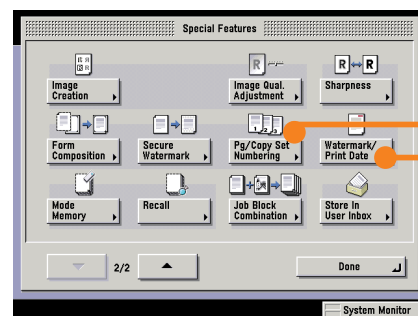 Special Features
Image
Creation
Image Qual.
Adjustment
Sharpness
Form
Composition
Secure
Watermark
Pg/Copy Set
Numbering
Watermark/
Print Date
Mode
Memory
Recall
Job Block
Combination
Store In
User Inbox
2/2
Done
System Monitor